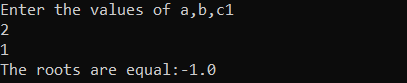 Enter the values of a,b,c1
2
1
The roots are equal:-1.0